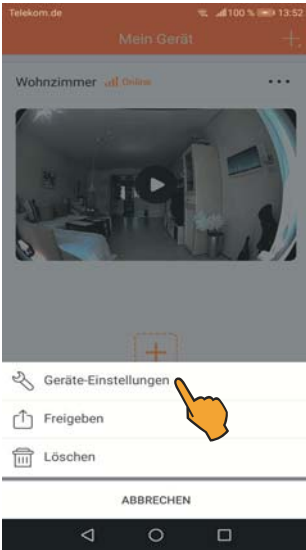 Telekom.de 100 % 13:52
Mein Gerät
Wohnzimmer Online
Geräte-Einstellungen
Freigeben
Löschen
ABBRECHEN